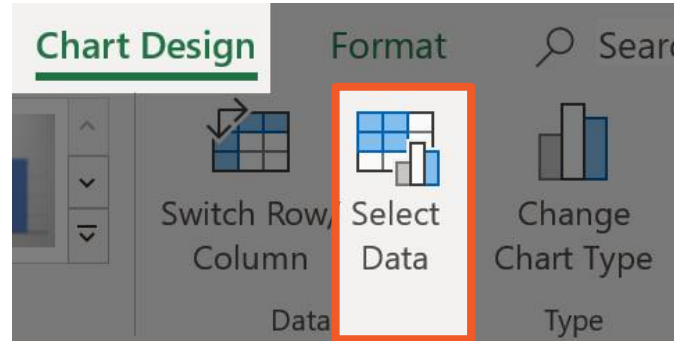 Chart Design Format Sear
Switch Row/ Select Change
Column Data Chart Type
Data Type